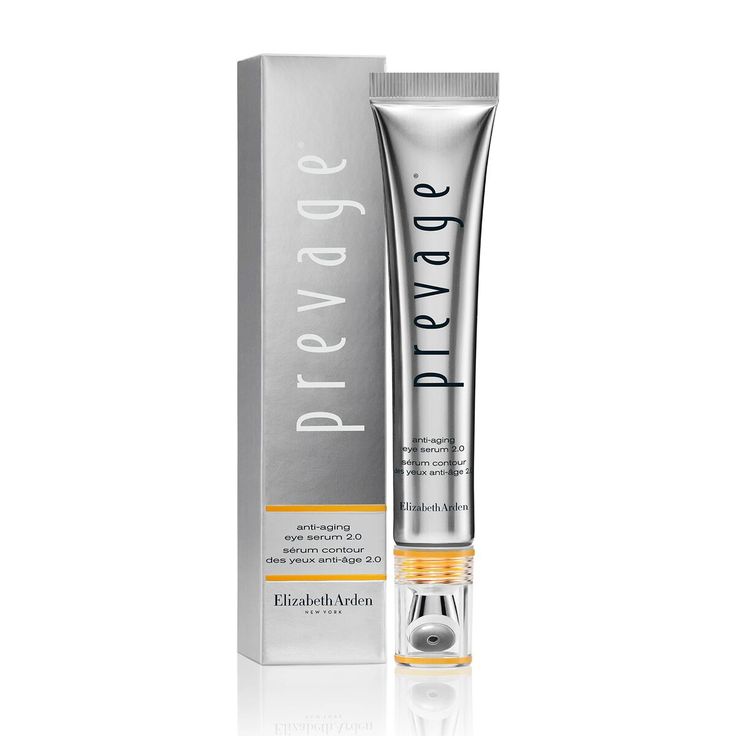 prevage®
anti-aging
eye serum 2.0
sérum contour
des yeux anti-âge 2.0
ElizabethArden
NEW YORK
prevage®
anti-aging
eye serum 2.0
sérum contour
des yeux anti-âge 2.0
ElizabethArden